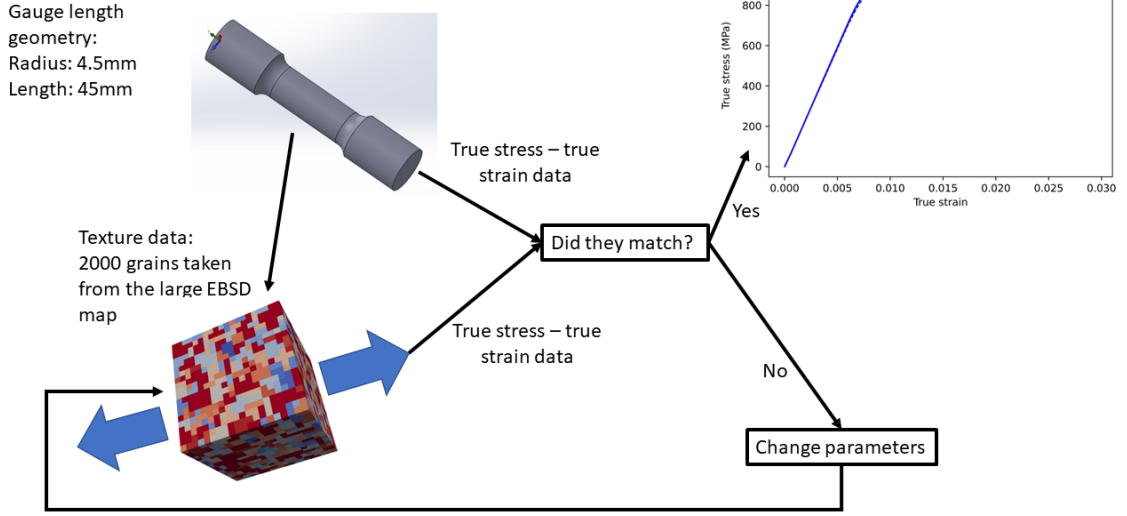 Gauge length
geometry:
Radius: 4.5mm
Length: 45mm
800
600
400
200
0
True stress (MPa)
0.000
0.005
0.010
0.015
0.020
0.025
0.030
True strain
True stress – true
strain data
Yes
Did they match?
Texture data:
2000 grains taken
from the large EBSD
map
True stress – true
strain data
No
Change parameters